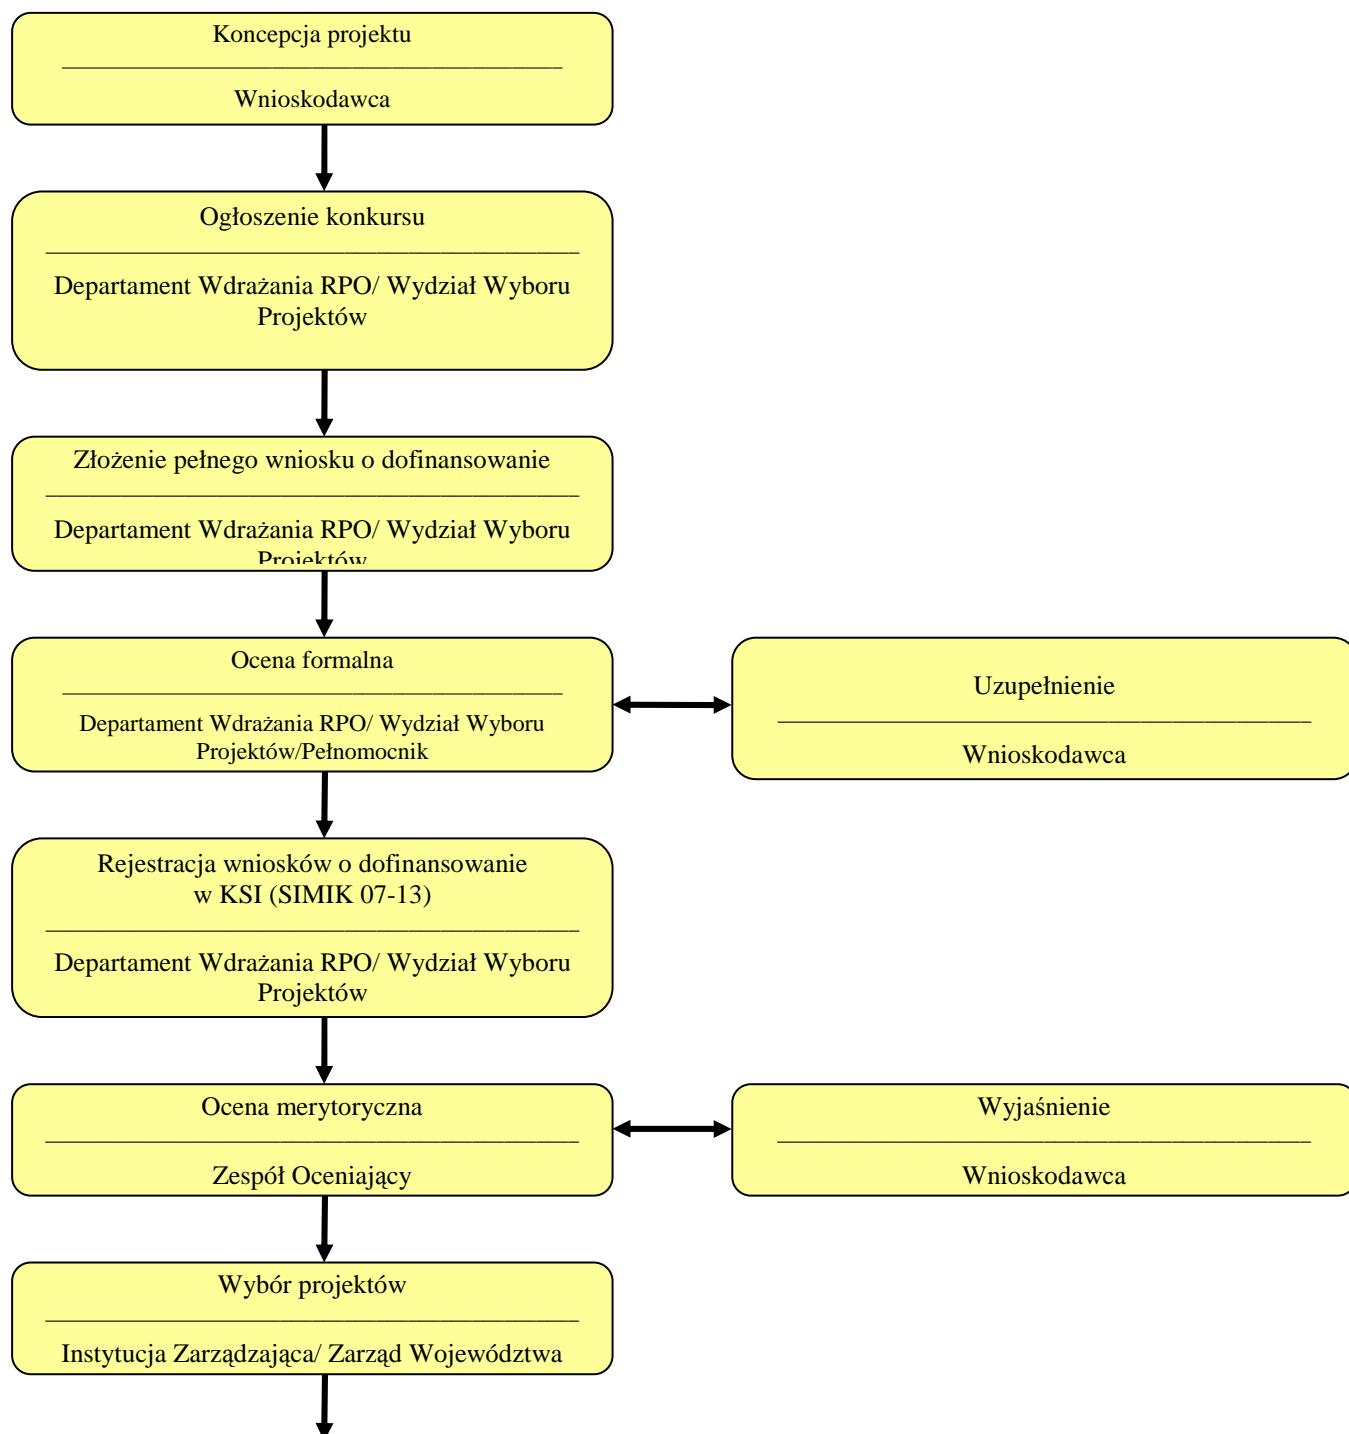 Koncepcja projektu
Wnioskodawca
Ogłoszenie konkursu
Departament Wdrażania RPO/ Wydział Wyboru
Projektów
Złożenie pełnego wniosku o dofinansowanie
Departament Wdrażania RPO/ Wydział Wyboru
Projektów
Ocena formalna
Departament Wdrażania RPO/ Wydział Wyboru
Projektów/Pełnomocnik
Uzupełnienie
Wnioskodawca
Rejestracja wniosków o dofinansowanie
w KSI (SIMIK 07-13)
Departament Wdrażania RPO/ Wydział Wyboru
Projektów
Ocena merytoryczna
Zespół Oceniający
Wyjaśnienie
Wnioskodawca
Wybór projektów
Instytucja Zarządzająca/ Zarząd Województwa